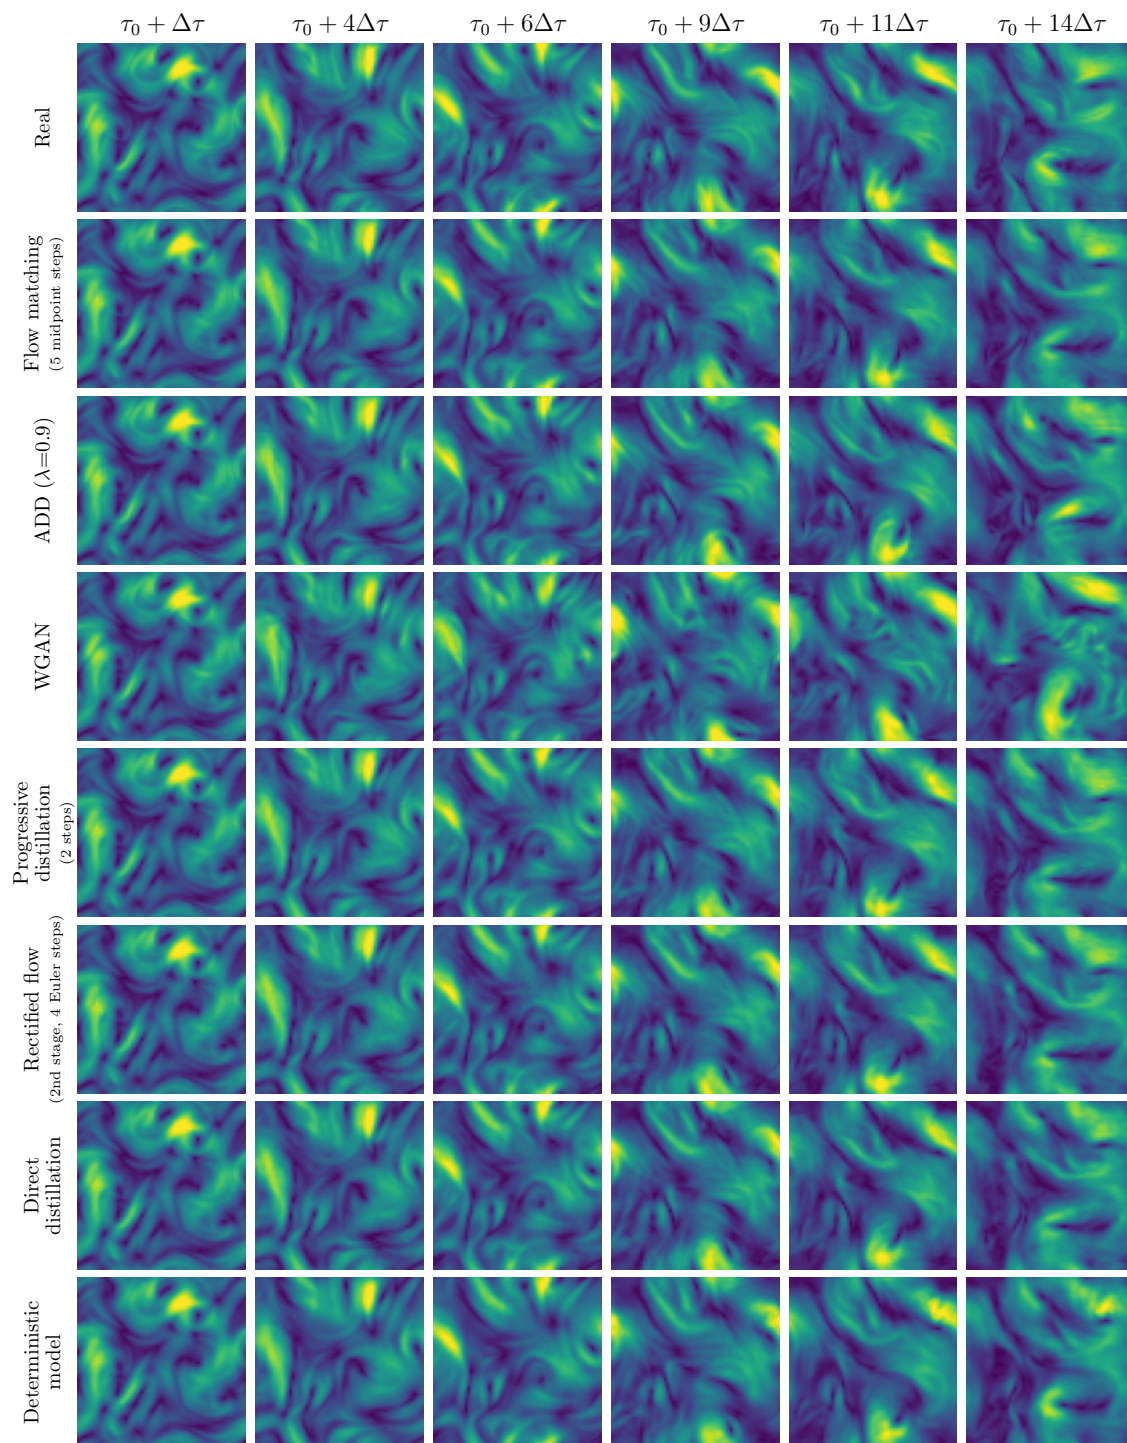 τ₀ + Δτ
τ₀ + 4Δτ
τ₀ + 6Δτ
τ₀ + 9Δτ
τ₀ + 11Δτ
τ₀ + 14Δτ
Real
Flow matching
(5 midpoint steps)
ADD (λ=0.9)
WGAN
Progressive
distillation
(2 steps)
Rectified flow
(2nd stage, 4 Euler steps)
Direct
distillation
Deterministic
model